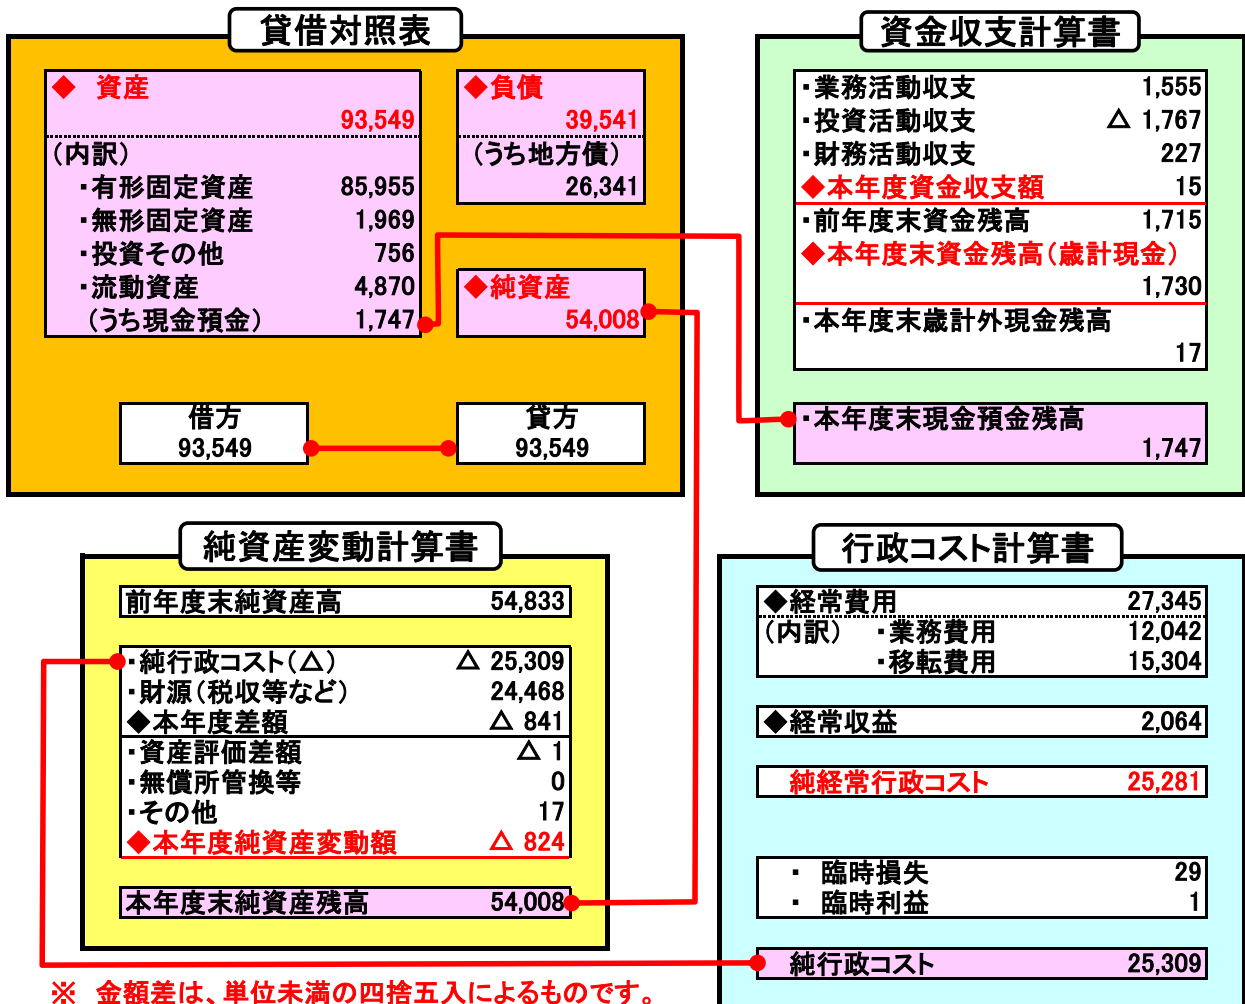 貸借対照表
◆ 資産
93,549
(内訳)
・有形固定資産 85,955
・無形固定資産 1,969
・投資その他 756
・流動資産 4,870
(うち現金預金) 1,747
◆負債
39,541
(うち地方債)
26,341
◆純資産
54,008
借方
93,549
貸方
93,549
資金収支計算書
・業務活動収支 1,555
・投資活動収支 △ 1,767
・財務活動収支 227
◆本年度資金収支額 15
・前年度末資金残高 1,715
◆本年度末資金残高(歳計現金)
1,730
・本年度末歳計外現金残高
17
・本年度末現金預金残高
1,747
純資産変動計算書
前年度末純資産高 54,833
・純行政コスト(△) △ 25,309
・財源(税収等など) 24,468
◆本年度差額 △ 841
・資産評価差額 △ 1
・無償所管換等 0
・その他 17
◆本年度純資産変動額 △ 824
本年度末純資産残高 54,008
行政コスト計算書
◆経常費用 27,345
(内訳) ・業務費用 12,042
・移転費用 15,304
◆経常収益 2,064
純経常行政コスト 25,281
・ 臨時損失 29
・ 臨時利益 1
純行政コスト 25,309
※ 金額差は、単位未満の四捨五入によるものです。